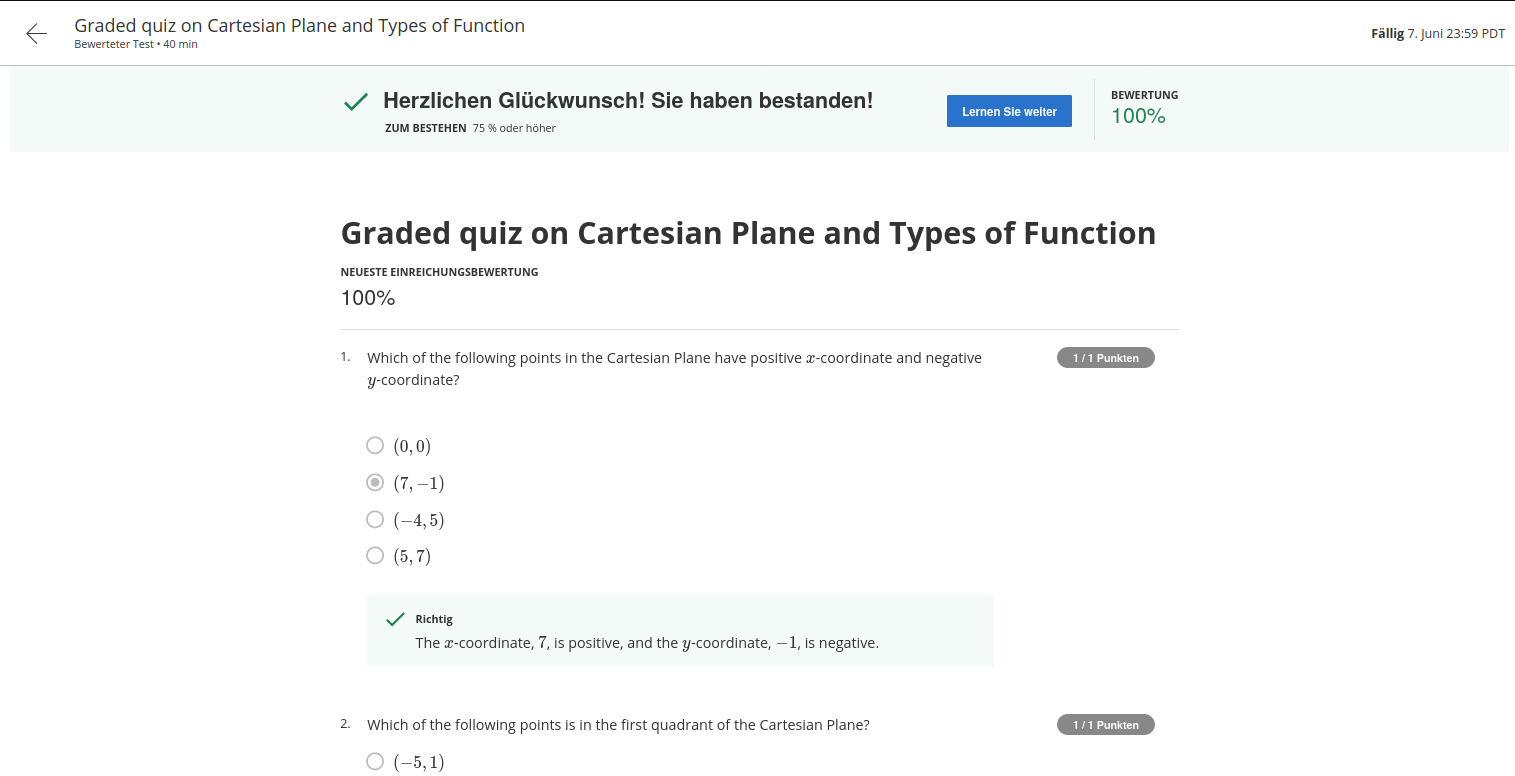 Graded quiz on Cartesian Plane and Types of Function
Bewerteter Test • 40 min
Fällig 7. Juni 23:59 PDT
Herzlichen Glückwunsch! Sie haben bestanden!
ZUM BESTEHEN 75 % oder höher
Lernen Sie weiter
BEWERTUNG
100%
Graded quiz on Cartesian Plane and Types of Function
NEUESTE EINREICHUNGSBEWERTUNG
100%
1. Which of the following points in the Cartesian Plane have positive x-coordinate and negative
y-coordinate?
1 / 1 Punkten
(0, 0)
(7, −1)
(−4, 5)
(5, 7)
Richtig
The x-coordinate, 7, is positive, and the y-coordinate, −1, is negative.
2. Which of the following points is in the first quadrant of the Cartesian Plane?
1 / 1 Punkten
(−5, 1)